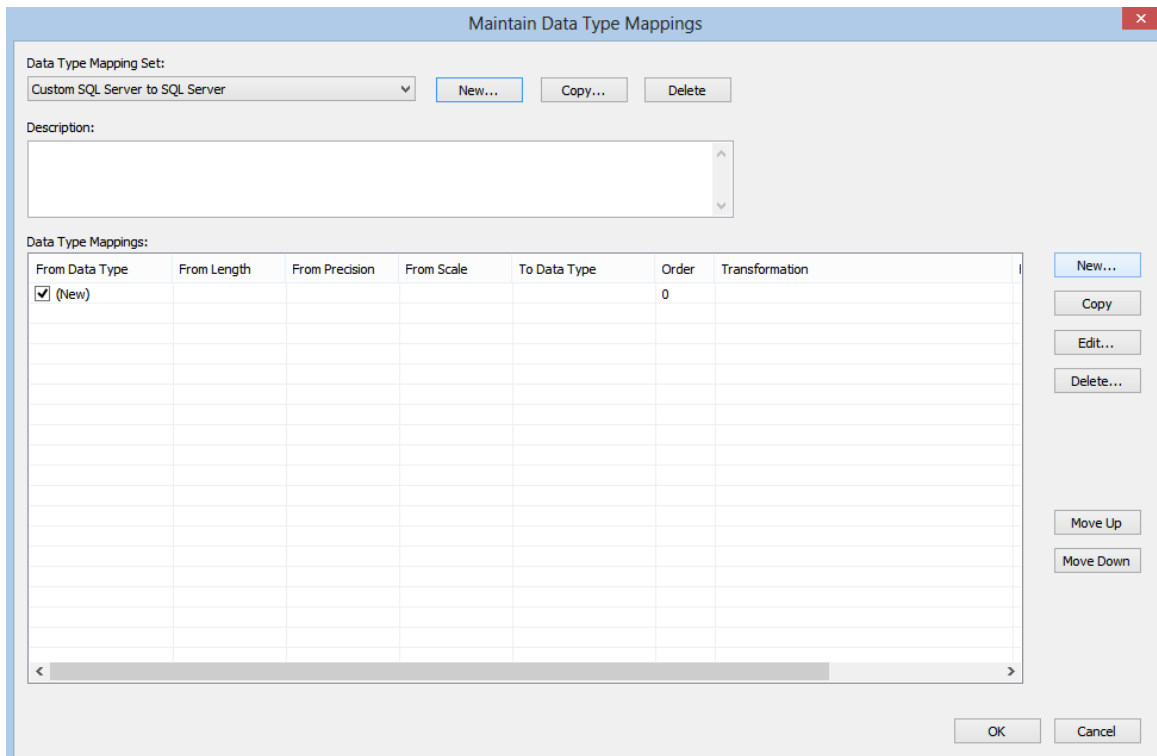 Maintain Data Type Mappings
Data Type Mapping Set:
Custom SQL Server to SQL Server New... Copy... Delete
Description:
Data Type Mappings:
From Data Type From Length From Precision From Scale To Data Type Order Transformation
New...
(New) 0
Copy
Edit...
Delete...
Move Up
Move Down
OK Cancel